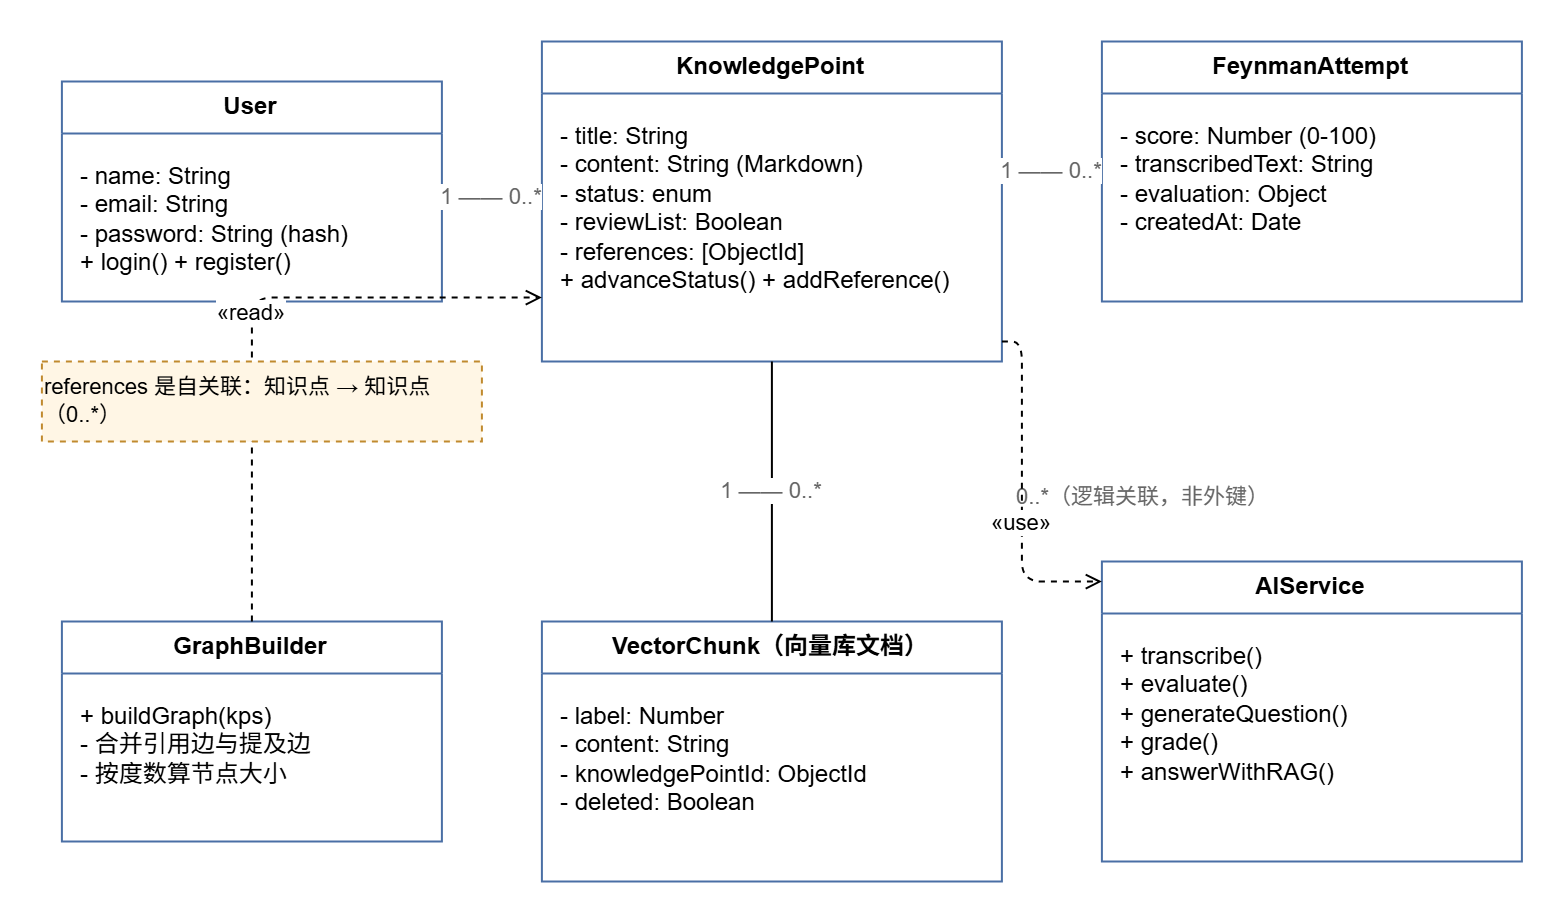 User
- name: String
- email: String
- password: String (hash)
+ login() + register()
1 —— 0..*
KnowledgePoint
- title: String
- content: String (Markdown)
- status: enum
- reviewList: Boolean
- references: [ObjectId]
+ advanceStatus() + addReference()
1 —— 0..*
FeynmanAttempt
- score: Number (0-100)
- transcribedText: String
- evaluation: Object
- createdAt: Date
«read»
references 是自关联：知识点 → 知识点
（0..*）
1 —— 0..*
0..*（逻辑关联，非外键）
«use»
GraphBuilder
+ buildGraph(kps)
- 合并引用边与提及边
- 按度数算节点大小
VectorChunk（向量库文档）
- label: Number
- content: String
- knowledgePointId: ObjectId
- deleted: Boolean
AIService
+ transcribe()
+ evaluate()
+ generateQuestion()
+ grade()
+ answerWithRAG()